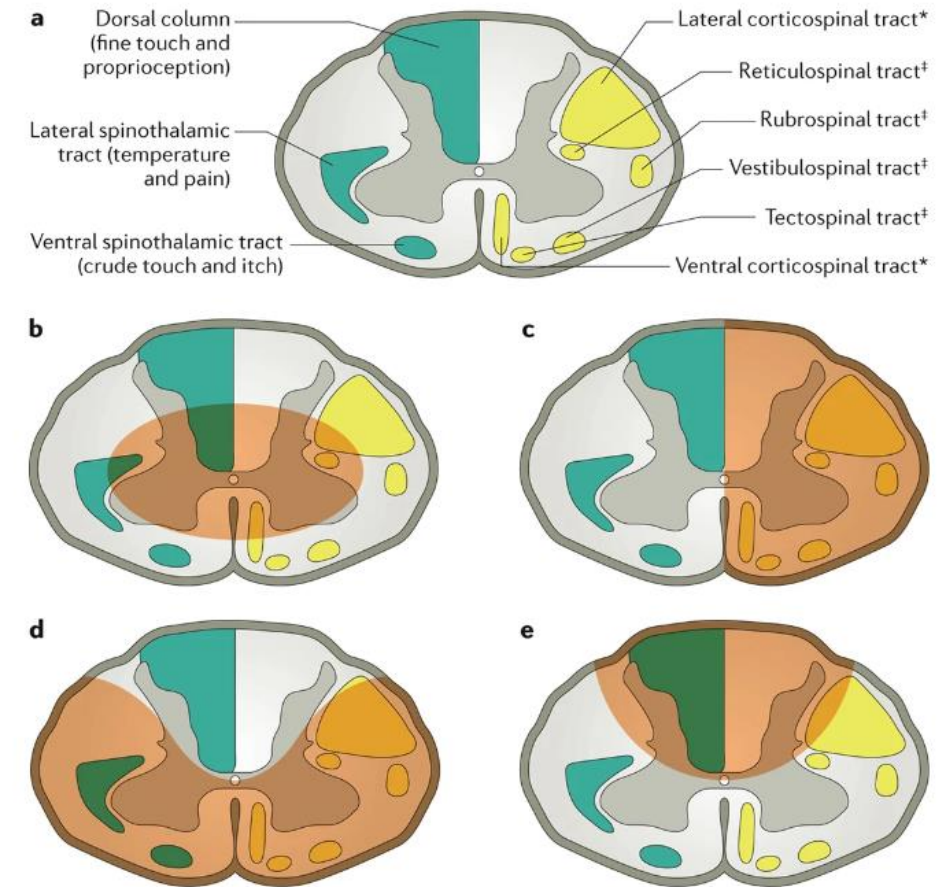 a
Dorsal column
(fine touch and
proprioception)
Lateral spinothalamic
tract (temperature
and pain)
Ventral spinothalamic tract
(crude touch and itch)
Lateral corticospinal tract*
Reticulospinal tract‡
Rubrospinal tract‡
Vestibulospinal tract‡
Tectospinal tract‡
Ventral corticospinal tract*
b
c
d
e